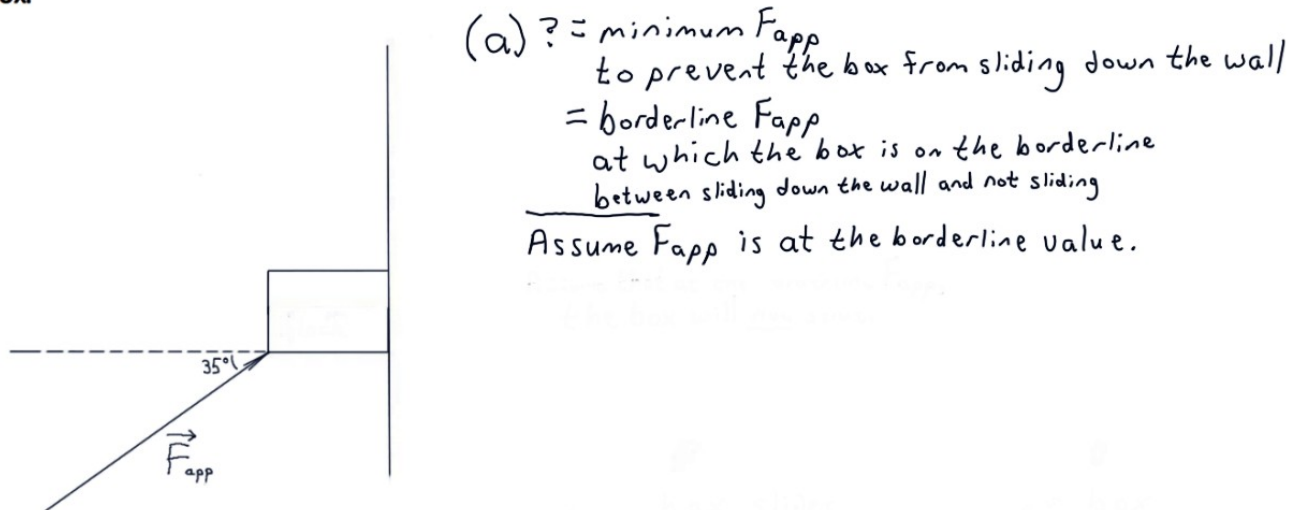 (a) ? = minimum Fapp
to prevent the box from sliding down the wall
= borderline Fapp
at which the box is on the borderline
between sliding down the wall and not sliding
Assume Fapp is at the borderline value.
35°
Fapp